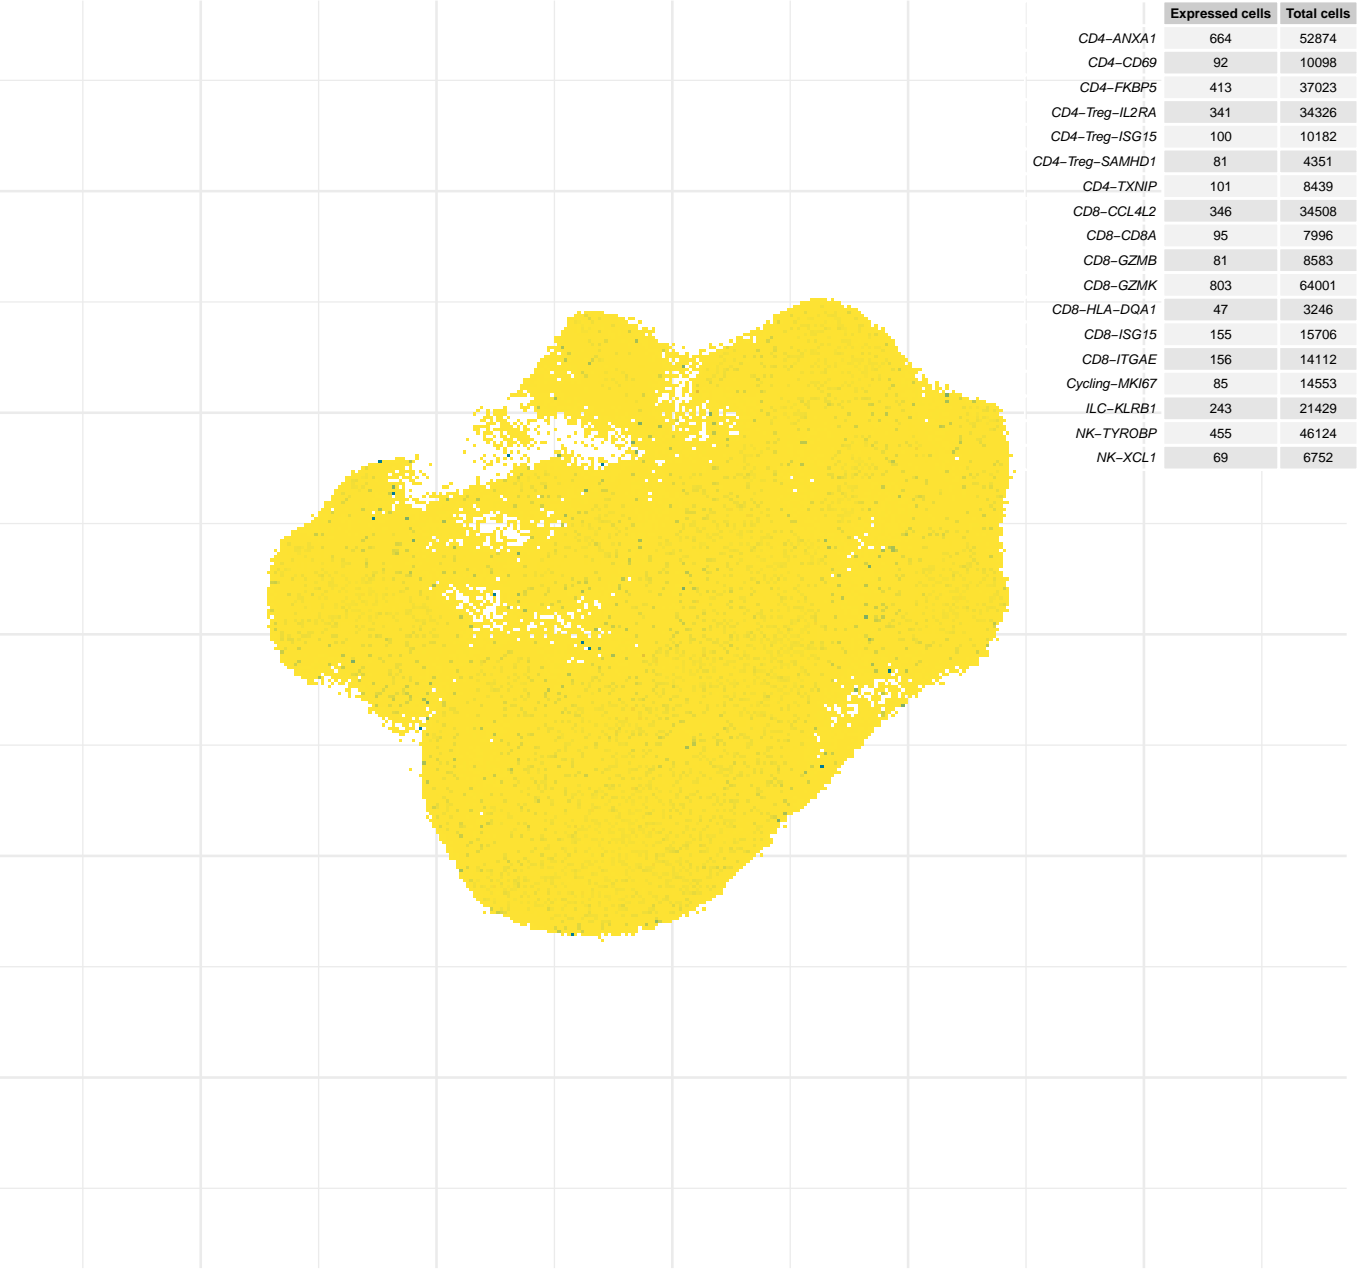 Expressed cells Total cells
CD4−ANXA1 664 52874
CD4−CD69 92 10098
CD4−FKBP5 413 37023
CD4−Treg−IL2RA 341 34326
CD4−Treg−ISG15 100 10182
CD4−Treg−SAMHD1 81 4351
CD4−TXNIP 101 8439
CD8−CCL4L2 346 34508
CD8−CD8A 95 7996
CD8−GZMB 81 8583
CD8−GZMK 803 64001
CD8−HLA−DQA1 47 3246
CD8−ISG15 155 15706
CD8−ITGAE 156 14112
Cycling−MKI67 85 14553
ILC−KLRB1 243 21429
NK−TYROBP 455 46124
NK−XCL1 69 6752